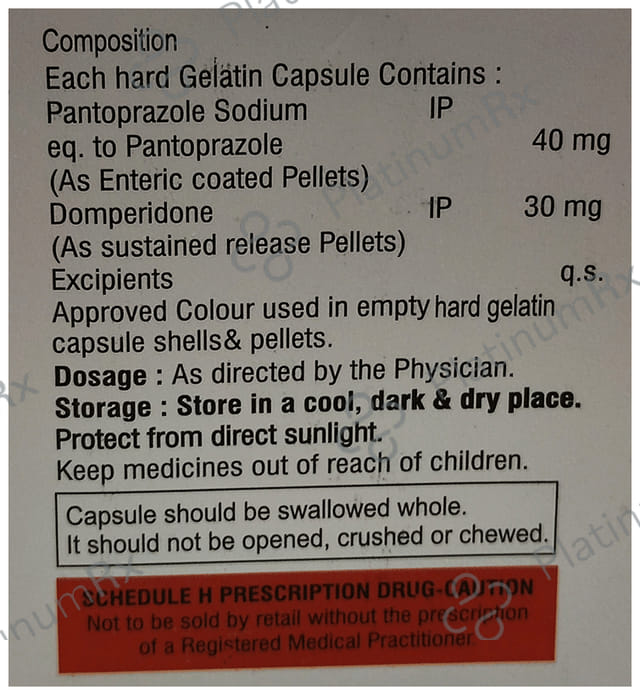 Composition
Each hard Gelatin Capsule Contains :
Pantoprazole Sodium IP
eq. to Pantoprazole 40 mg
(As Enteric coated Pellets)
Domperidone IP 30 mg
(As sustained release Pellets)
Excipients q.s.
Approved Colour used in empty hard gelatin
capsule shells & pellets.
Dosage : As directed by the Physician.
Storage : Store in a cool, dark & dry place.
Protect from direct sunlight.
Keep medicines out of reach of children.
Capsule should be swallowed whole.
It should not be opened, crushed or chewed.
SCHEDULE H PRESCRIPTION DRUG-CAUTION
Not to be sold by retail without the prescription
of a Registered Medical Practitioner.
PlatinumRx
PlatinumRx